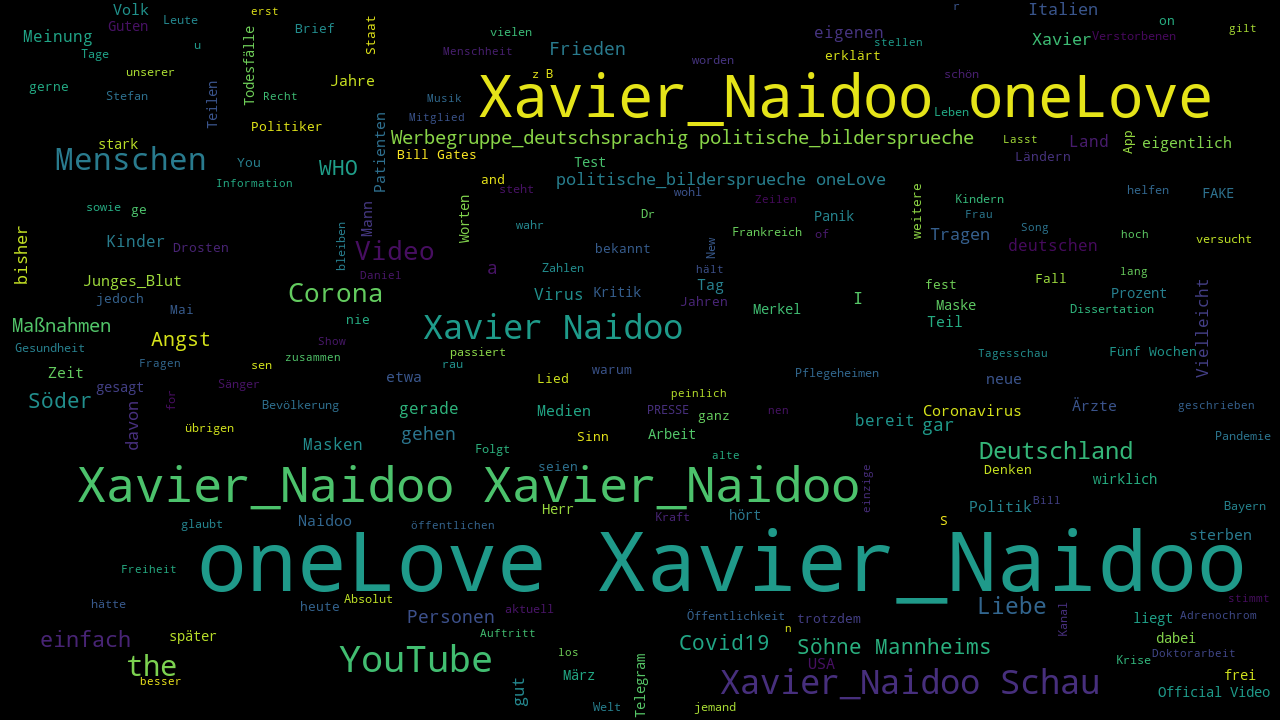 Volk
Leute
erst
Italien
r
on
gilt
Guten
Brief
Staat
vielen
eigenen
Xavier
Verstorbenen
Meinung
u
Todesfälle
Menschheit
Frieden
stellen
Tage
worden
erklärt
unserer
Jahre
z B
schön
gerne
Stefan
Teilen
Recht
Musik
Xavier_Naidoo oneLove
Leben
Mitglied
Politiker
Patienten
Werbegruppe_deutschsprachig politische_bildersprueche
Lasst
Land
App
eigentlich
stark
Menschen
You
WHO
Bill Gates
Test
Ländern
Information
and
steht
politische_bildersprueche oneLove
wohl
Zeilen
weitere
Kindern
helfen
FAKE
sowie
ge
Mann
Worten
Dr
Panik
Frau
bisher
Kinder
Drosten
bleiben
wahr
Frankreich
of
Tragen
Song
hoch
versucht
Video
bekannt
New
deutschen
Junges_Blut
Daniel
a
Zahlen
hält
Tag
Fall
lang
jedoch
Corona
Virus
Kritik
Jahren
Merkel
I
fest
Maske
Prozent
Vielleicht
Mai
Dissertation
Maßnahmen
nie
Xavier Naidoo
Teil
Gesundheit
Angst
Show
zusammen
passiert
Tagesschau
Fünf Wochen
Zeit
Fragen
sen
rau
warum
Pflegeheimen
gesagt
Sänger
etwa
Lied
neue
Söder
davon
for
Bevölkerung
gerade
Medien
peinlich
PRESSE
ganz
nen
Coronavirus
Ärzte
geschrieben
übrigen
gehen
Sinn
Arbeit
bereit
gar
Pandemie
Masken
Folgt
alte
Deutschland
seien
einzige
Denken
wirklich
Xavier_Naidoo Xavier_Naidoo
Herr
Politik
Bill
Bayern
glaubt
Naidoo
öffentlichen
Kraft
hört
S
sterben
oneLove Xavier_Naidoo
Freiheit
hätte
heute
Absolut
Personen
aktuell
Öffentlichkeit
trotzdem
Liebe
Kanal
stimmt
liegt
Adrenochrom
einfach
später
Auftritt
Covid19
n
Söhne Mannheims
dabei
the
YouTube
los
Telegram
USA
Krise
Doktorarbeit
besser
gut
März
Xavier_Naidoo Schau
frei
Official Video
Welt
jemand